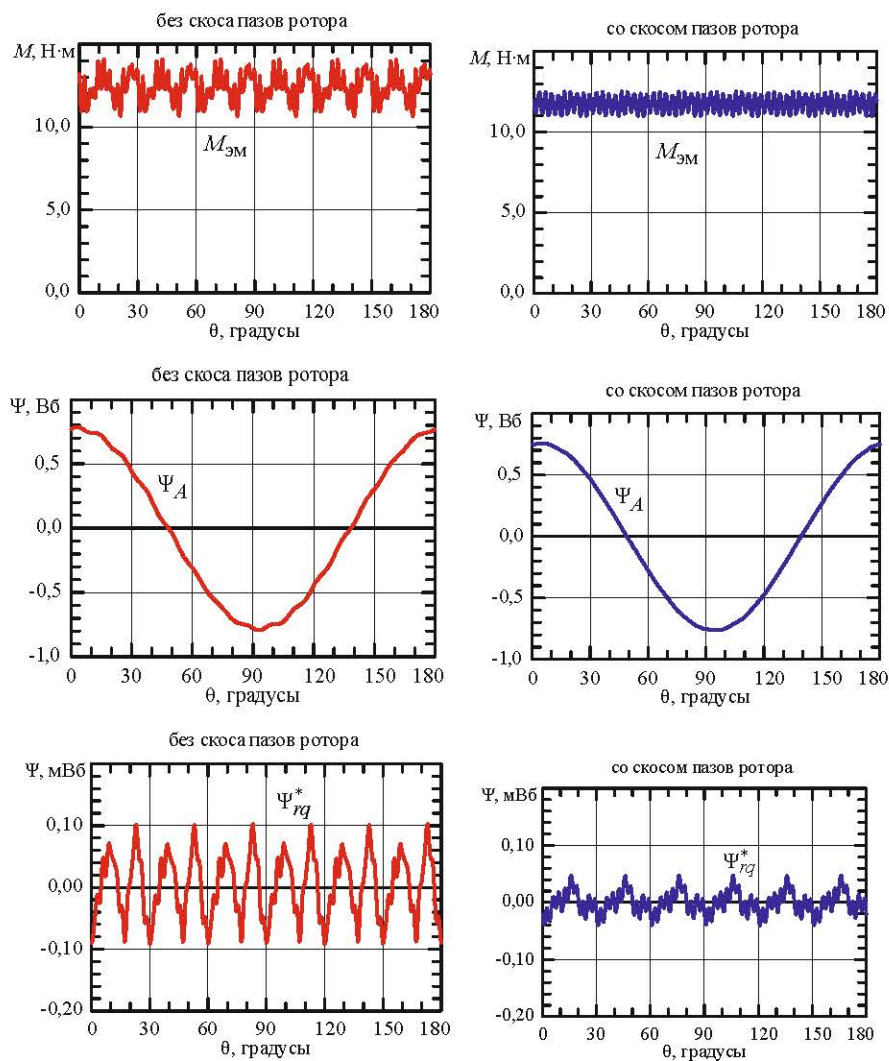 без скоса пазов ротора
M, Н·м
10,0
5,0
0,0
Mэм
0 30 60 90 120 150 180
θ, градусы
со скосом пазов ротора
M, Н·м
10,0
5,0
0,0
Mэм
0 30 60 90 120 150 180
θ, градусы
без скоса пазов ротора
Ψ, Вб
0,5
0,0
-0,5
-1,0
ΨA
0 30 60 90 120 150 180
θ, градусы
со скосом пазов ротора
Ψ, Вб
0,5
0,0
-0,5
-1,0
ΨA
0 30 60 90 120 150 180
θ, градусы
без скоса пазов ротора
Ψ, мВб
0,10
0,00
-0,10
-0,20
Ψ*rq
0 30 60 90 120 150 180
θ, градусы
со скосом пазов ротора
Ψ, мВб
0,10
0,00
-0,10
-0,20
Ψ*rq
0 30 60 90 120 150 180
θ, градусы